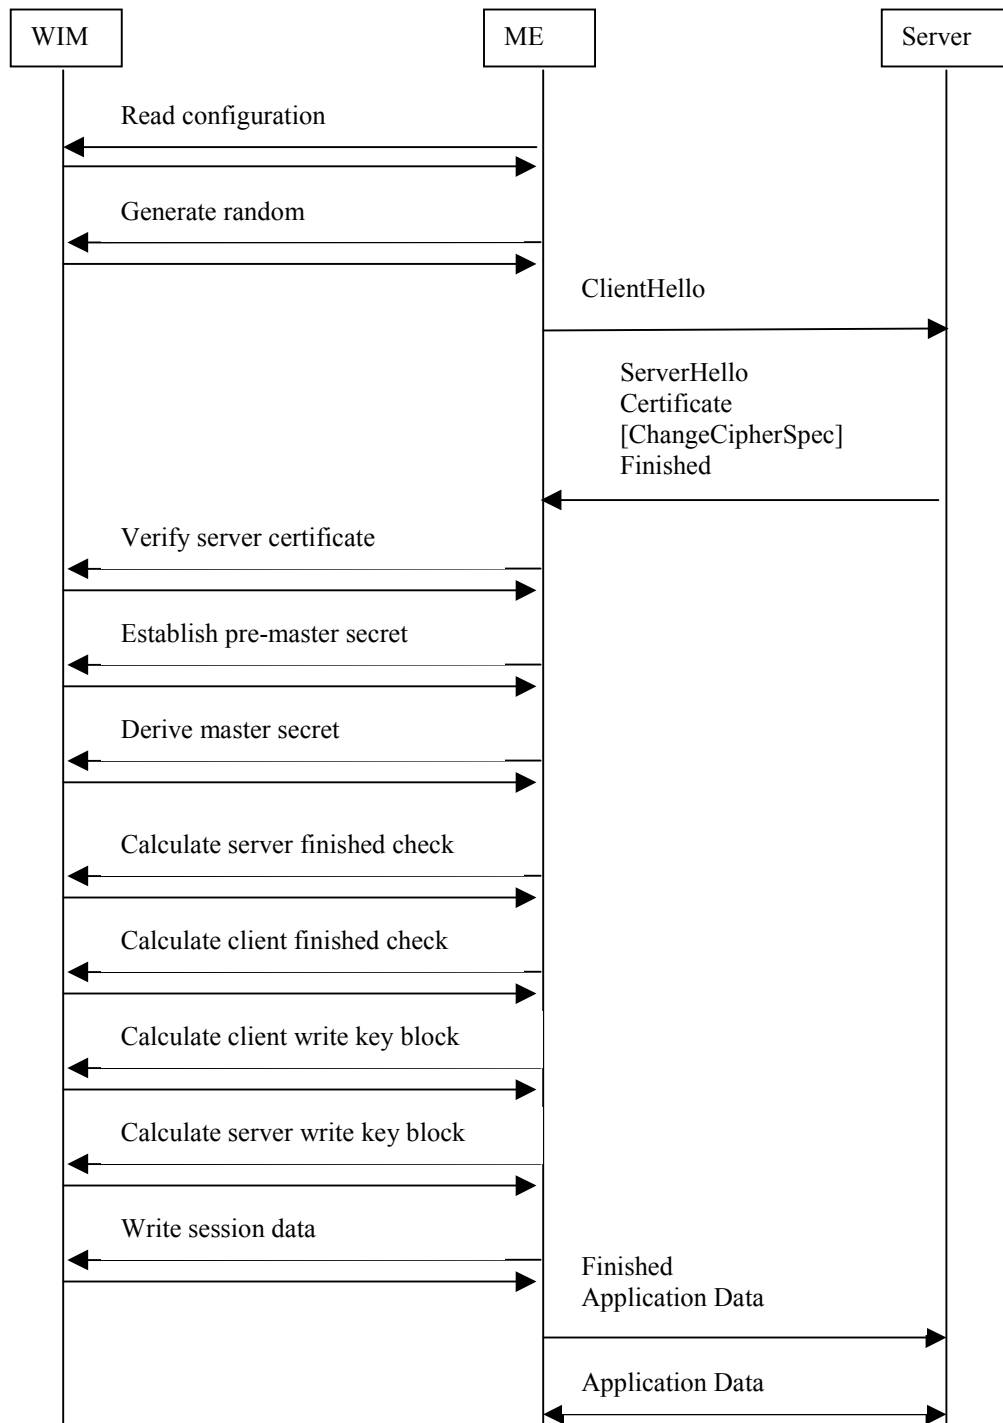 WIM
ME
Server
Read configuration
Generate random
ClientHello
ServerHello
Certificate
[ChangeCipherSpec]
Finished
Verify server certificate
Establish pre-master secret
Derive master secret
Calculate server finished check
Calculate client finished check
Calculate client write key block
Calculate server write key block
Write session data
Finished
Application Data
Application Data